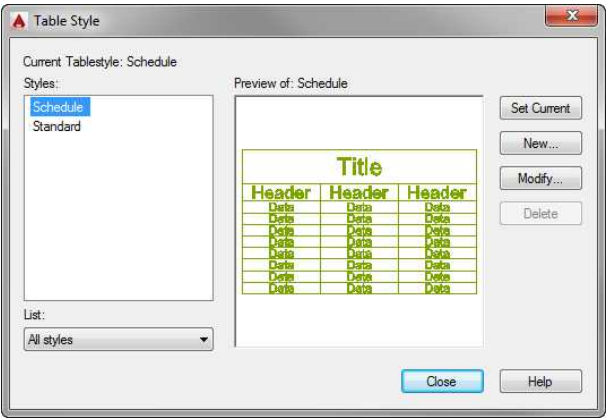 Table Style
Current Tablestyle: Schedule
Styles:
Schedule
Standard
List:
All styles
Preview of: Schedule
Title
Header Header Header
Data Data Data
Data Data Data
Data Data Data
Data Data Data
Data Data Data
Data Data Data
Data Data Data
Data Data Data
Set Current
New...
Modify...
Delete
Close
Help